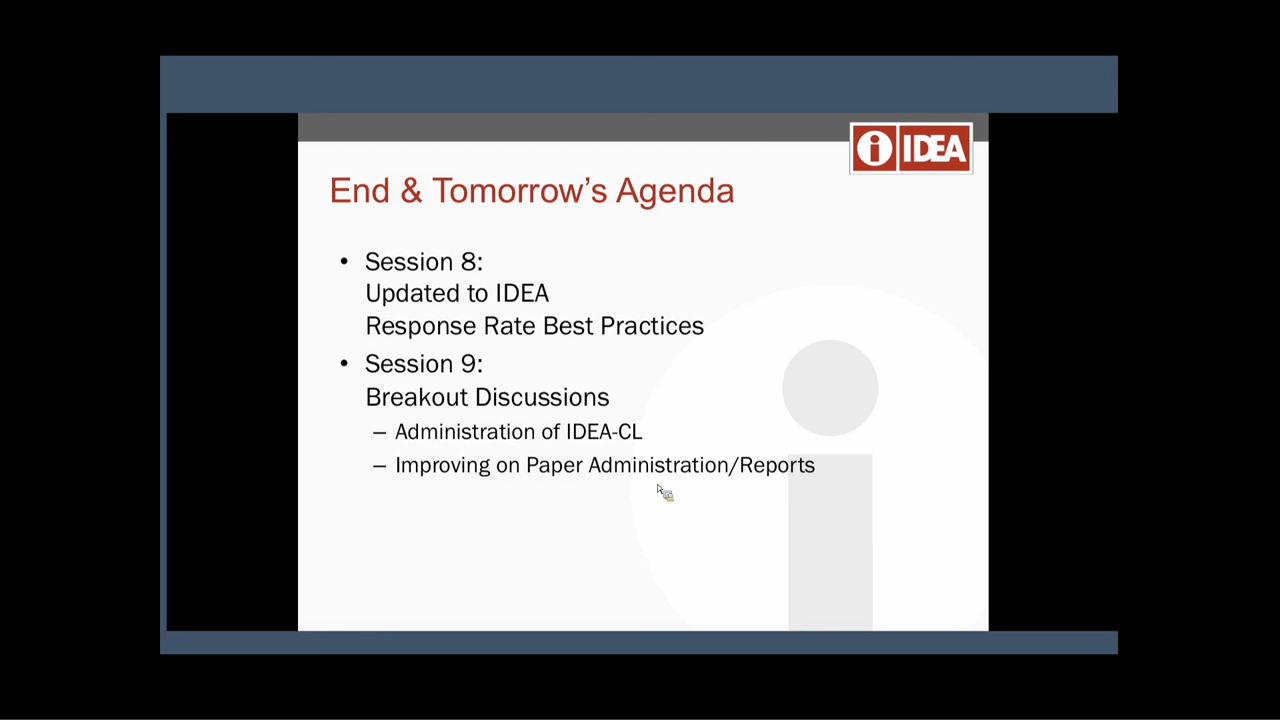 i IDEA
End & Tomorrow's Agenda
• Session 8:
Updated to IDEA
Response Rate Best Practices
• Session 9:
Breakout Discussions
– Administration of IDEA-CL
– Improving on Paper Administration/Reports